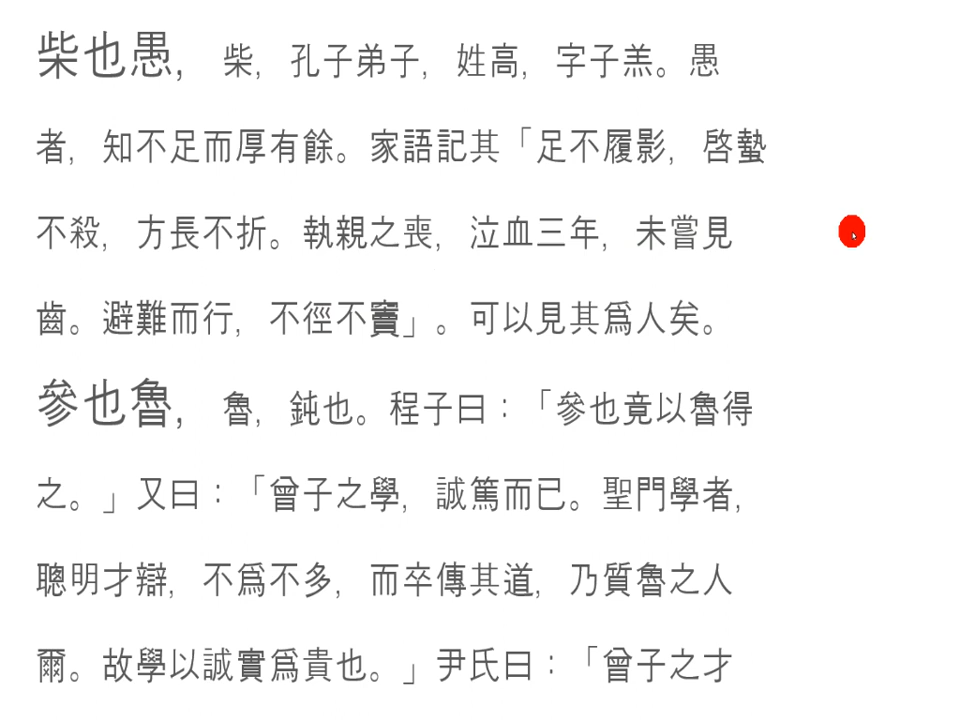 柴也愚，柴，孔子弟子，姓高，字子羔。愚
者，知不足而厚有餘。家語記其「足不履影，啓蟄
不殺，方長不折。執親之喪，泣血三年，未嘗見
齒。避難而行，不徑不竇」。可以見其爲人矣。
參也魯，魯，鈍也。程子曰：「參也竟以魯得
之。」又曰：「曾子之學，誠篤而已。聖門學者，
聰明才辯，不爲不多，而卒傳其道，乃質魯之人
爾。故學以誠實爲貴也。」尹氏曰：「曾子之才